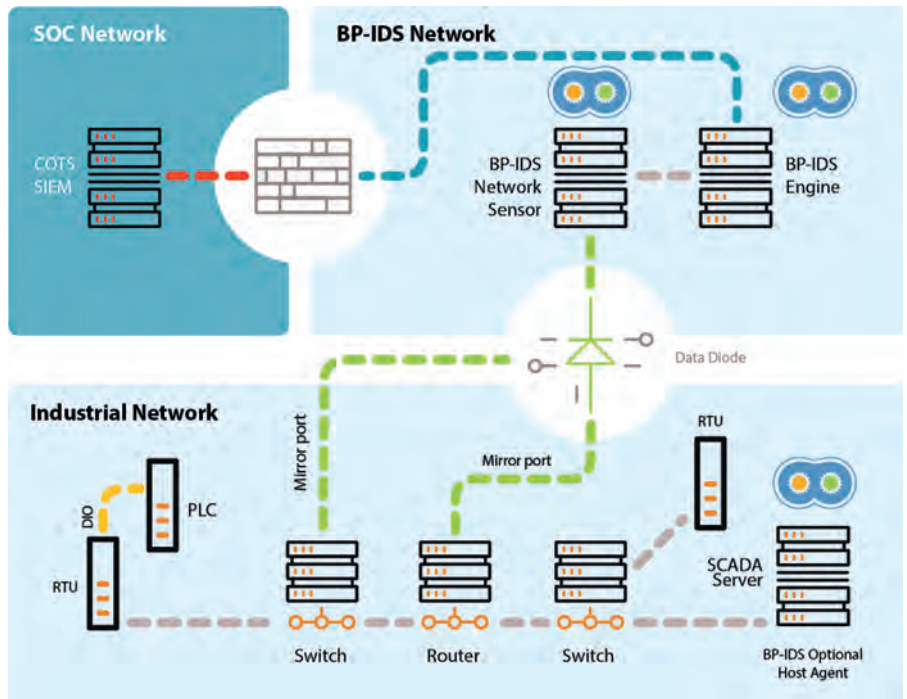 SOC Network
BP-IDS Network
COTS
SIEM
BP-IDS
Network
Sensor
BP-IDS
Engine
Data Diode
Industrial Network
Mirror port
Mirror port
RTU
DIO
PLC
RTU
SCADA
Server
Switch
Router
Switch
BP-IDS Optional
Host Agent